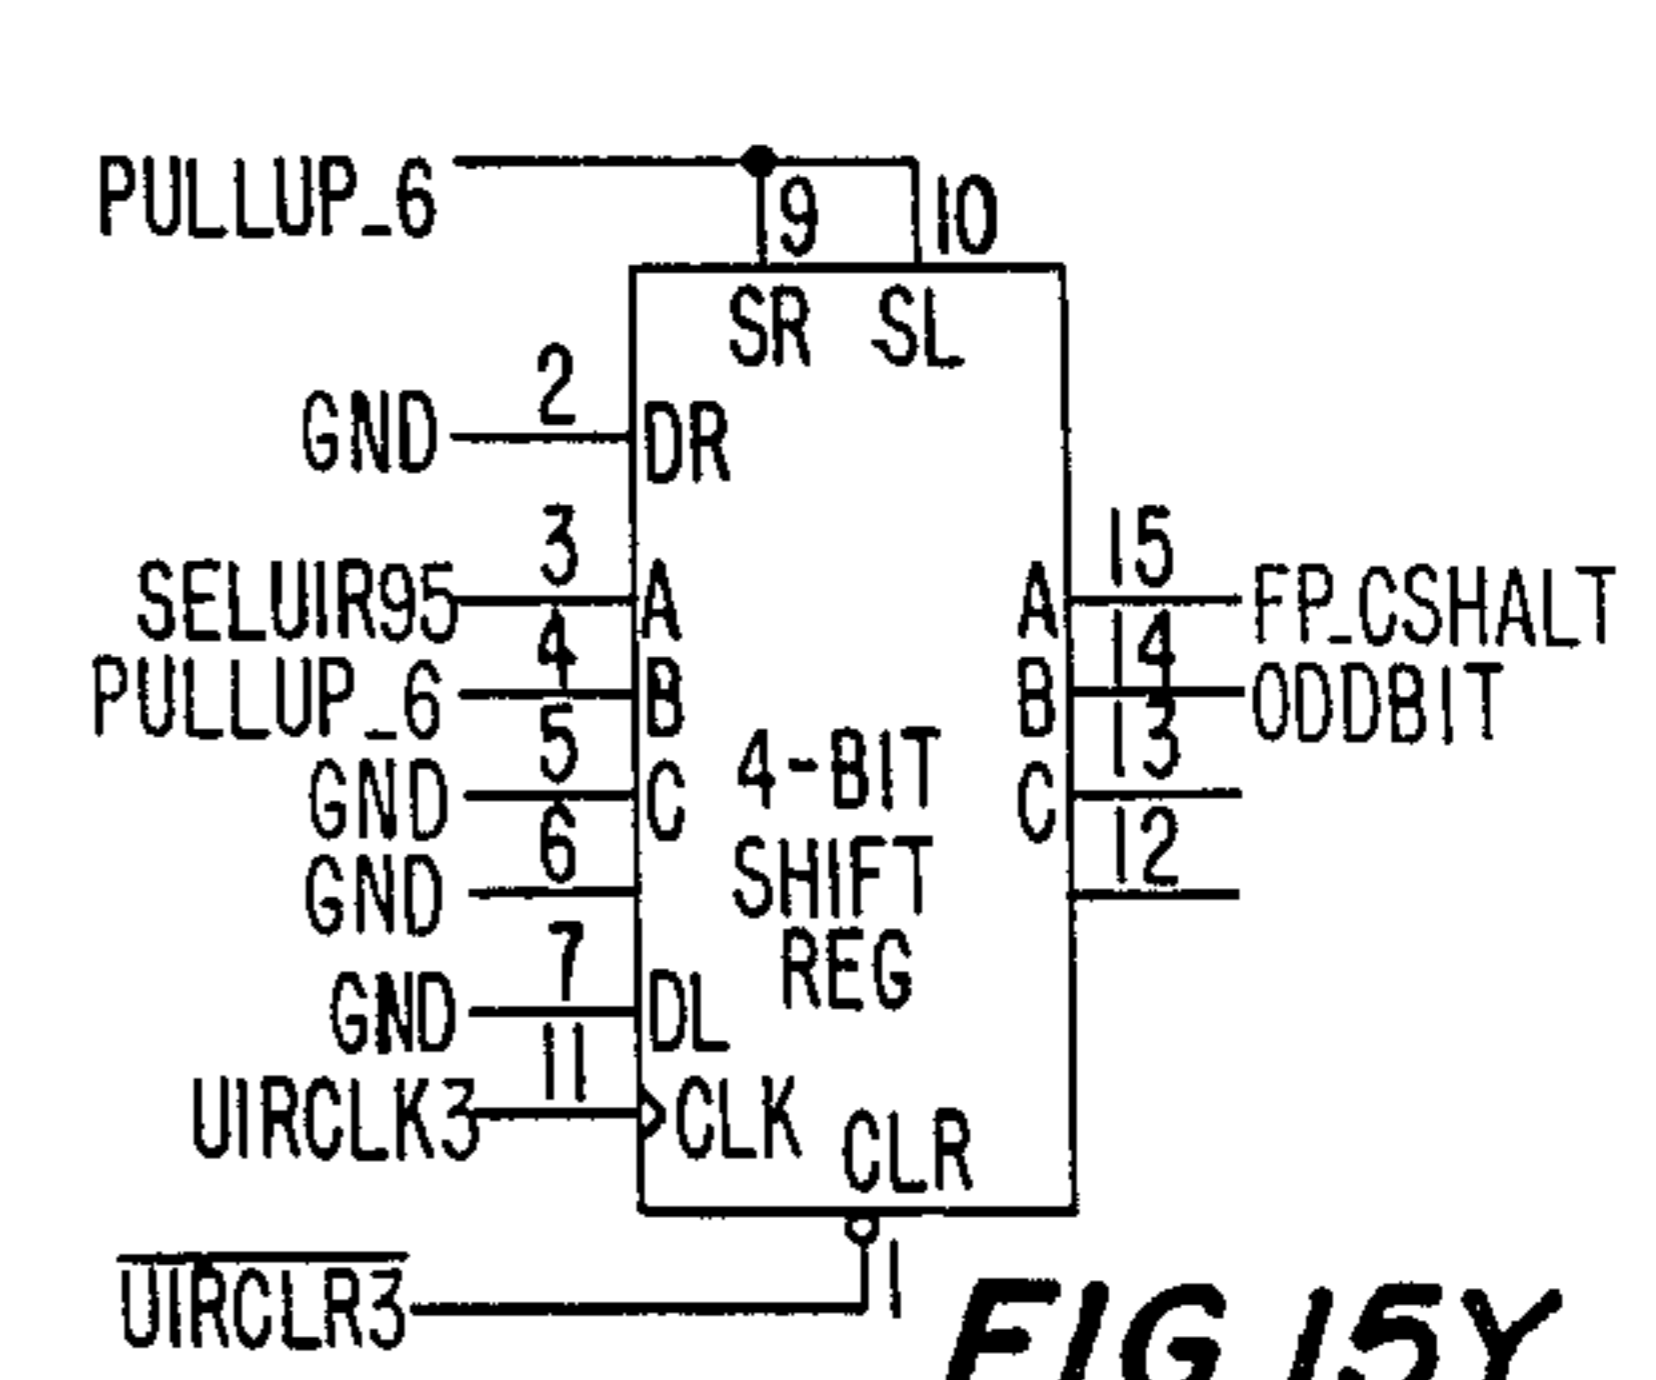 PULLUP_6
9 10
SR SL
2
GND DR
3 15
SELUIR95 A A FP_CSHALT
4 14
PULLUP_6 B B ODDBIT
5 13
GND C C
4-BIT
6 12
GND SHIFT
REG
7
GND DL
11
UIRCLK3 CLK
CLR
UIRCLR3 1
FIG 15Y